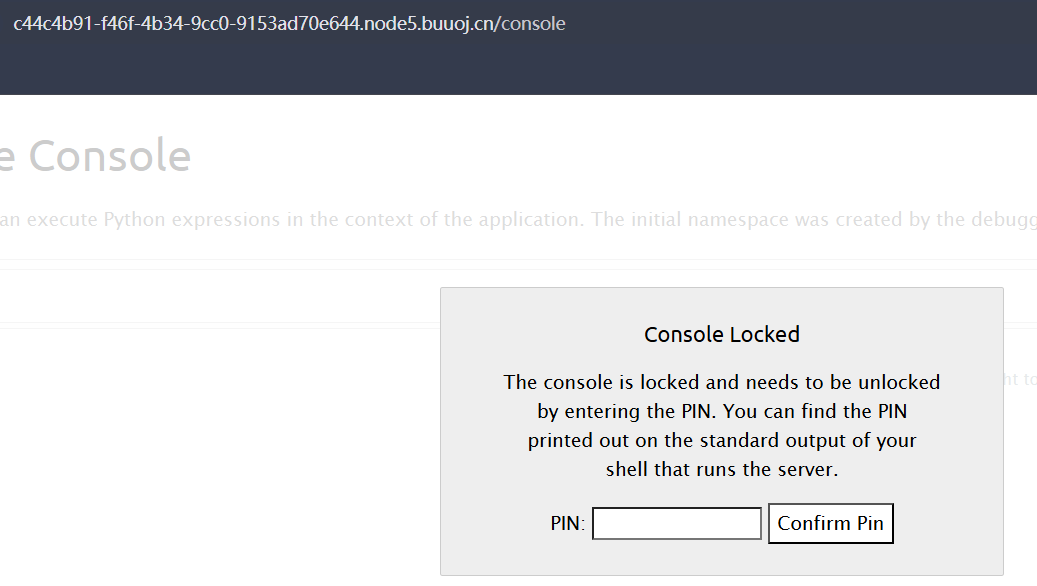 c44c4b91-f46f-4b34-9cc0-9153ad70e644.node5.buuoj.cn/console
e Console
an execute Python expressions in the context of the application. The initial namespace was created by the debugg
Console Locked
The console is locked and needs to be unlocked
by entering the PIN. You can find the PIN
printed out on the standard output of your
shell that runs the server.
ht to
PIN:
Confirm Pin